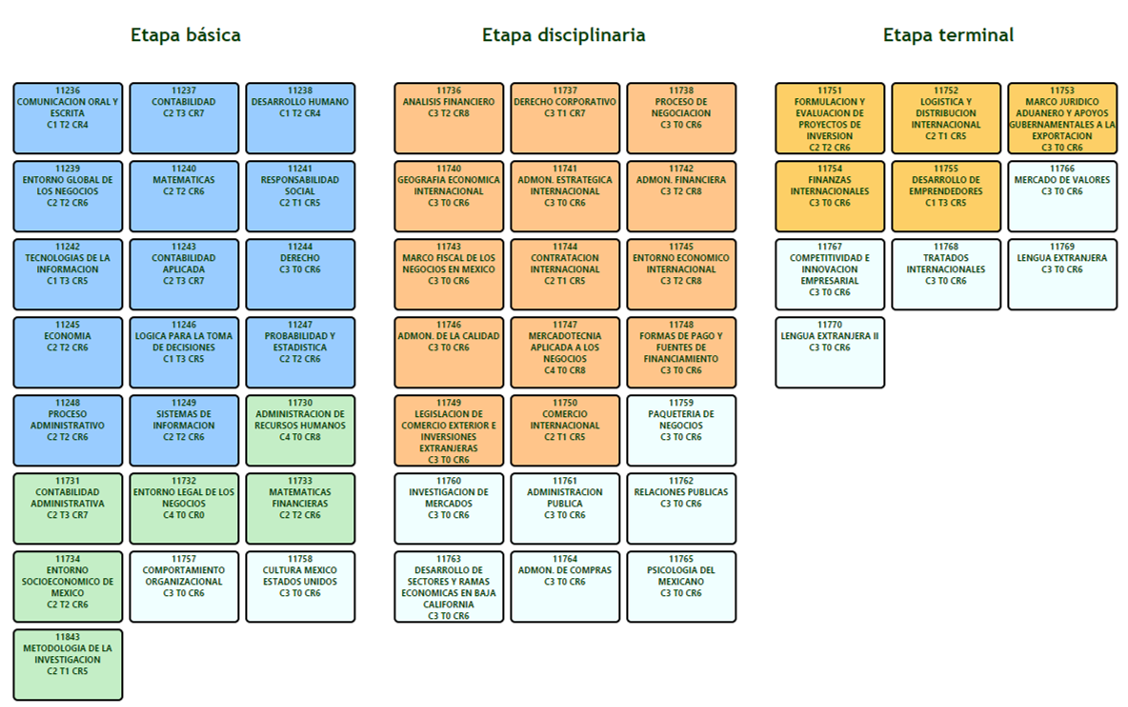 Etapa básica
11236
COMUNICACION ORAL Y
ESCRITA
C1 T2 CR4
11237
CONTABILIDAD
C2 T3 CR7
11238
DESARROLLO HUMANO
C1 T2 CR4
11239
ENTORNO GLOBAL DE
LOS NEGOCIOS
C2 T2 CR6
11240
MATEMATICAS
C2 T2 CR6
11241
RESPONSABILIDAD
SOCIAL
C2 T1 CR5
11242
TECNOLOGIAS DE LA
INFORMACION
C1 T3 CR5
11243
CONTABILIDAD
APLICADA
C2 T3 CR7
11244
DERECHO
C3 T0 CR6
11245
ECONOMIA
C2 T2 CR6
11246
LOGICA PARA LA TOMA
DE DECISIONES
C1 T3 CR5
11247
PROBABILIDAD Y
ESTADISTICA
C2 T2 CR6
11248
PROCESO
ADMINISTRATIVO
C2 T2 CR6
11249
SISTEMAS DE
INFORMACION
C2 T2 CR6
11730
ADMINISTRACION DE
RECURSOS HUMANOS
C4 T0 CR8
11731
CONTABILIDAD
ADMINISTRATIVA
C2 T3 CR7
11732
ENTORNO LEGAL DE LOS
NEGOCIOS
C4 T0 CR0
11733
MATEMATICAS
FINANCIERAS
C2 T2 CR6
11734
ENTORNO
SOCIOECONOMICO DE
MEXICO
C2 T2 CR6
11757
COMPORTAMIENTO
ORGANIZACIONAL
C3 T0 CR6
11758
CULTURA MEXICO
ESTADOS UNIDOS
C3 T0 CR6
11843
METODOLOGIA DE LA
INVESTIGACION
C2 T1 CR5
Etapa disciplinaria
11736
ANALISIS FINANCIERO
C3 T2 CR8
11737
DERECHO CORPORATIVO
C3 T1 CR7
11738
PROCESO DE
NEGOCIACION
C3 T0 CR6
11740
GEOGRAFIA ECONOMICA
INTERNACIONAL
C3 T0 CR6
11741
ADMON. ESTRATEGICA
INTERNACIONAL
C3 T0 CR6
11742
ADMON. FINANCIERA
C3 T2 CR8
11743
MARCO FISCAL DE LOS
NEGOCIOS EN MEXICO
C3 T0 CR6
11744
CONTRATACION
INTERNACIONAL
C2 T1 CR5
11745
ENTORNO ECONOMICO
INTERNACIONAL
C3 T2 CR8
11746
ADMON. DE LA CALIDAD
C3 T0 CR6
11747
MERCADOTECNIA
APLICADA A LOS
NEGOCIOS
C4 T0 CR8
11748
FORMAS DE PAGO Y
FUENTES DE
FINANCIAMIENTO
C3 T0 CR6
11749
LEGISLACION DE
COMERCIO EXTERIOR E
INVERSIONES
EXTRANJERAS
C3 T0 CR6
11750
COMERCIO
INTERNACIONAL
C2 T1 CR5
11759
PAQUETERIA DE
NEGOCIOS
C3 T0 CR6
11760
INVESTIGACION DE
MERCADOS
C3 T0 CR6
11761
ADMINISTRACION
PUBLICA
C3 T0 CR6
11762
RELACIONES PUBLICAS
C3 T0 CR6
11763
DESARROLLO DE
SECTORES Y RAMAS
ECONOMICAS EN BAJA
CALIFORNIA
C3 T0 CR6
11764
ADMON. DE COMPRAS
C3 T0 CR6
11765
PSICOLOGIA DEL
MEXICANO
C3 T0 CR6
Etapa terminal
11751
FORMULACION Y
EVALUACION DE
PROYECTOS DE
INVERSION
C2 T2 CR6
11752
LOGISTICA Y
DISTRIBUCION
INTERNACIONAL
C2 T1 CR5
11753
MARCO JURIDICO
ADUANERO Y APOYOS
GUBERNAMENTALES A LA
EXPORTACION
C3 T0 CR6
11754
FINANZAS
INTERNACIONALES
C3 T0 CR6
11755
DESARROLLO DE
EMPRENDEDORES
C1 T3 CR5
11766
MERCADO DE VALORES
C3 T0 CR6
11767
COMPETITIVIDAD E
INNOVACION
EMPRESARIAL
C3 T0 CR6
11768
TRATADOS
INTERNACIONALES
C3 T0 CR6
11769
LENGUA EXTRANJERA
C3 T0 CR6
11770
LENGUA EXTRANJERA II
C3 T0 CR6